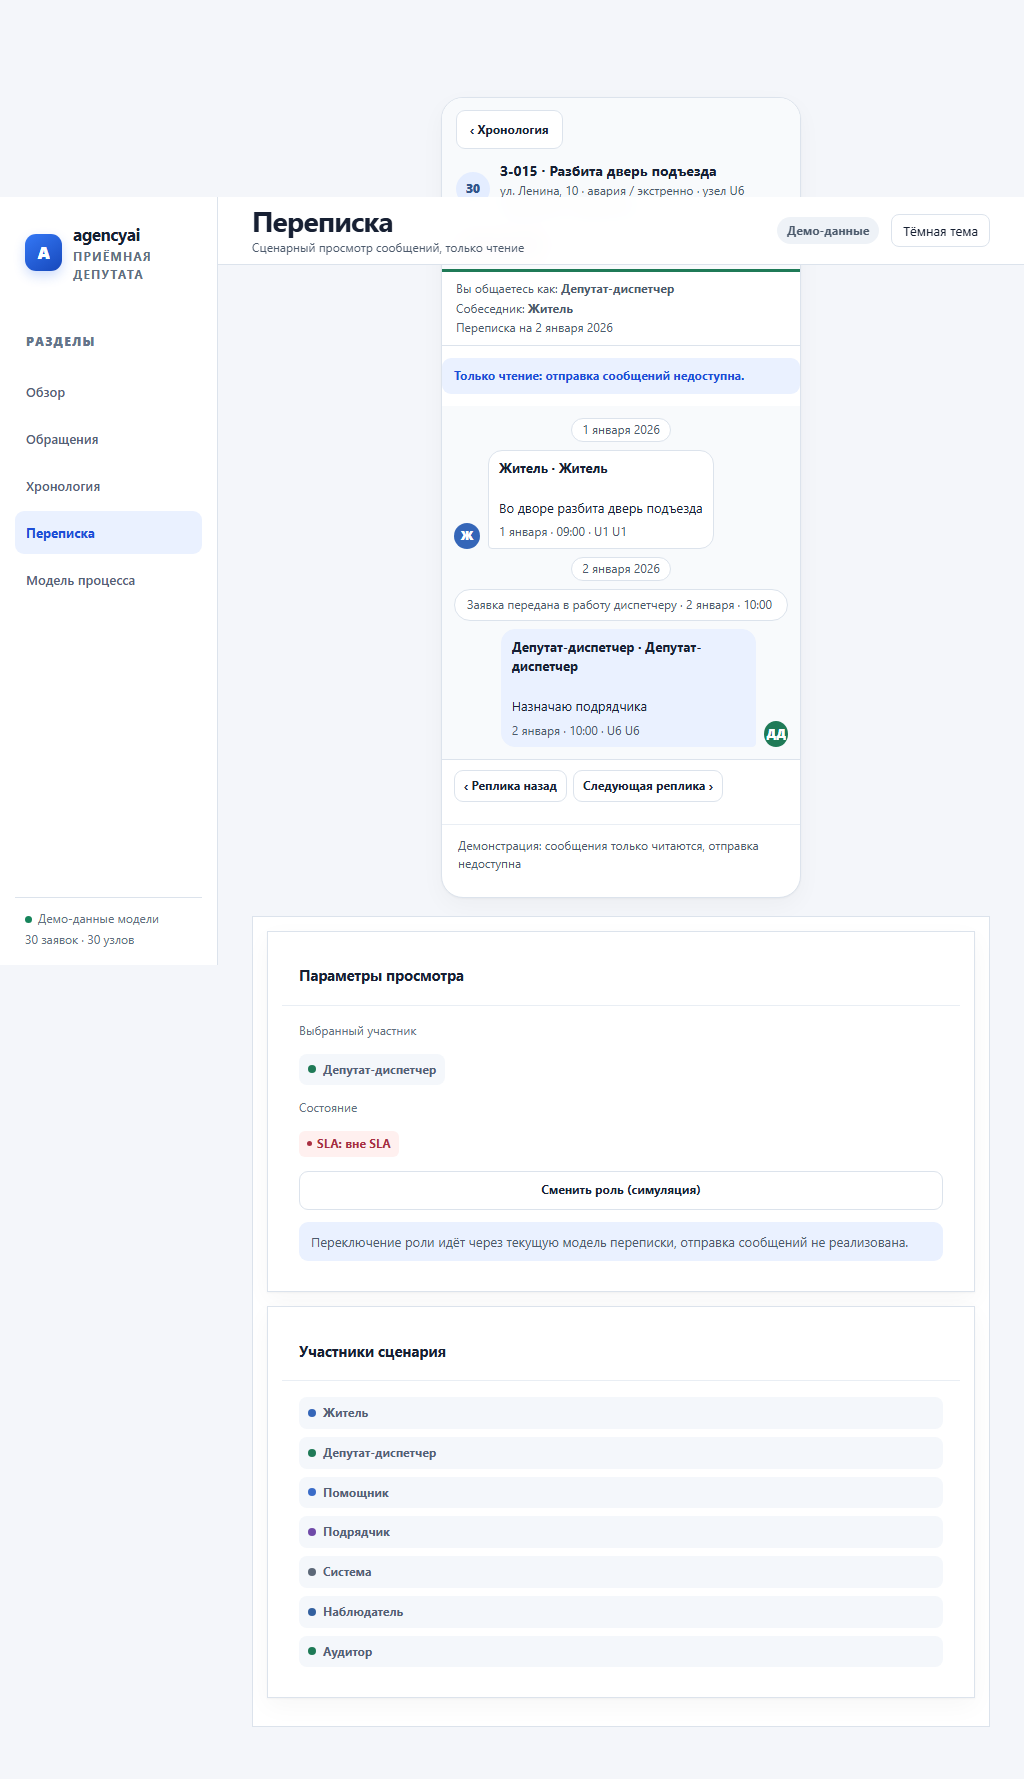 ‹ Хронология
30
З-015 · Разбита дверь подъезда
ул. Ленина, 10 · авария / экстренно · узел U6
A
agencyai
ПРИЁМНАЯ
ДЕПУТАТА
РАЗДЕЛЫ
Обзор
Обращения
Хронология
Переписка
Модель процесса
Демо-данные модели
30 заявок · 30 узлов
Переписка
Сценарный просмотр сообщений, только чтение
Демо-данные
Тёмная тема
Вы общаетесь как: Депутат-диспетчер
Собеседник: Житель
Переписка на 2 января 2026
Только чтение: отправка сообщений недоступна.
1 января 2026
Житель · Житель
Во дворе разбита дверь подъезда
1 января · 09:00 · U1 U1
Ж
2 января 2026
Заявка передана в работу диспетчеру · 2 января · 10:00
Депутат-диспетчер · Депутат-
диспетчер
Назначаю подрядчика
2 января · 10:00 · U6 U6
ДД
‹ Реплика назад
Следующая реплика ›
Демонстрация: сообщения только читаются, отправка
недоступна
Параметры просмотра
Выбранный участник
Депутат-диспетчер
Состояние
SLA: вне SLA
Сменить роль (симуляция)
Переключение роли идёт через текущую модель переписки, отправка сообщений не реализована.
Участники сценария
Житель
Депутат-диспетчер
Помощник
Подрядчик
Система
Наблюдатель
Аудитор